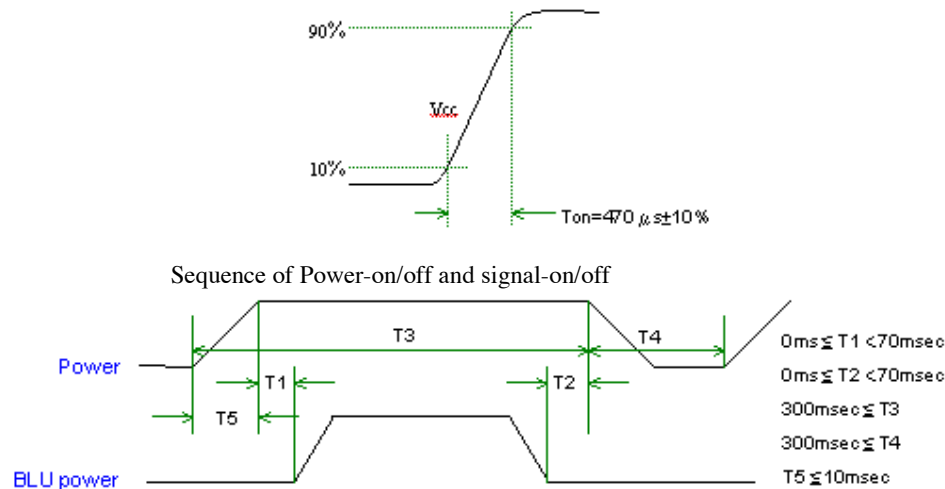 90%
Vcc
10%
Ton=470 μs±10%
Sequence of Power-on/off and signal-on/off
T3
T4
0ms≦T1<70msec
Power
T1
T2
0ms≦T2<70msec
T5
300msec≦T3
300msec≦T4
BLU power
T5≦10msec